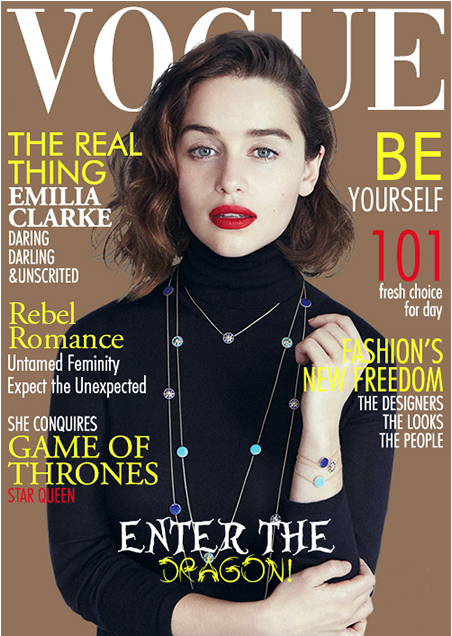 VOGUE
THE REAL
THING
EMILIA
CLARKE
DARING
DARLING
&UNSCRITED
Rebel
Romance
Untamed Feminity
Expect the Unexpected
SHE CONQUIRES
GAME OF
THRONES
STAR QUEEN
BE
YOURSELF
101
fresh choice
for day
FASHION'S
NEW FREEDOM
THE DESIGNERS
THE LOOKS
THE PEOPLE
ENTER THE
DRAGON!